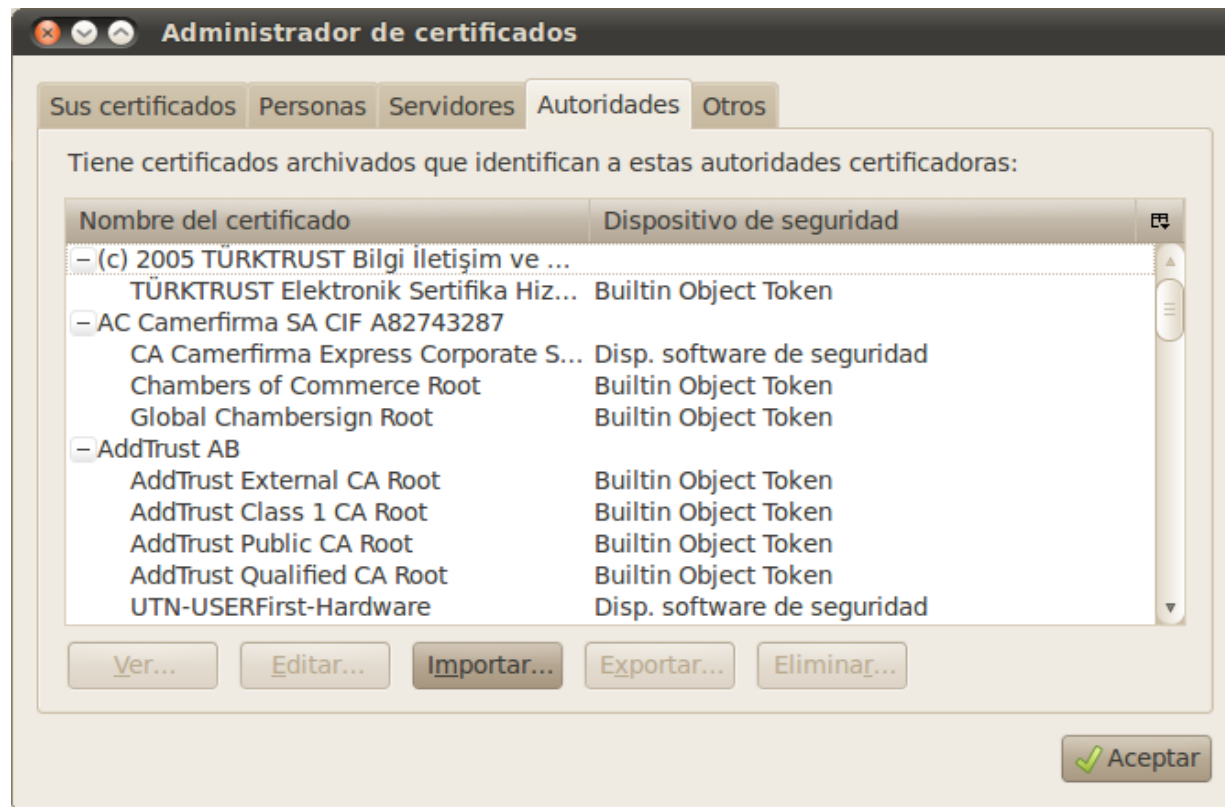 Administrador de certificados
Sus certificados Personas Servidores Autoridades Otros
Tiene certificados archivados que identifican a estas autoridades certificadoras:
Nombre del certificado Dispositivo de seguridad
(c) 2005 TÜRKTRUST Bilgi İletişim ve ...
TÜRKTRUST Elektronik Sertifika Hiz... Builtin Object Token
AC Camerfirma SA CIF A82743287
CA Camerfirma Express Corporate S... Disp. software de seguridad
Chambers of Commerce Root Builtin Object Token
Global Chambersign Root Builtin Object Token
AddTrust AB
AddTrust External CA Root Builtin Object Token
AddTrust Class 1 CA Root Builtin Object Token
AddTrust Public CA Root Builtin Object Token
AddTrust Qualified CA Root Builtin Object Token
UTN-USERFirst-Hardware Disp. software de seguridad
Ver... Editar... Importar... Exportar... Eliminar...
Aceptar